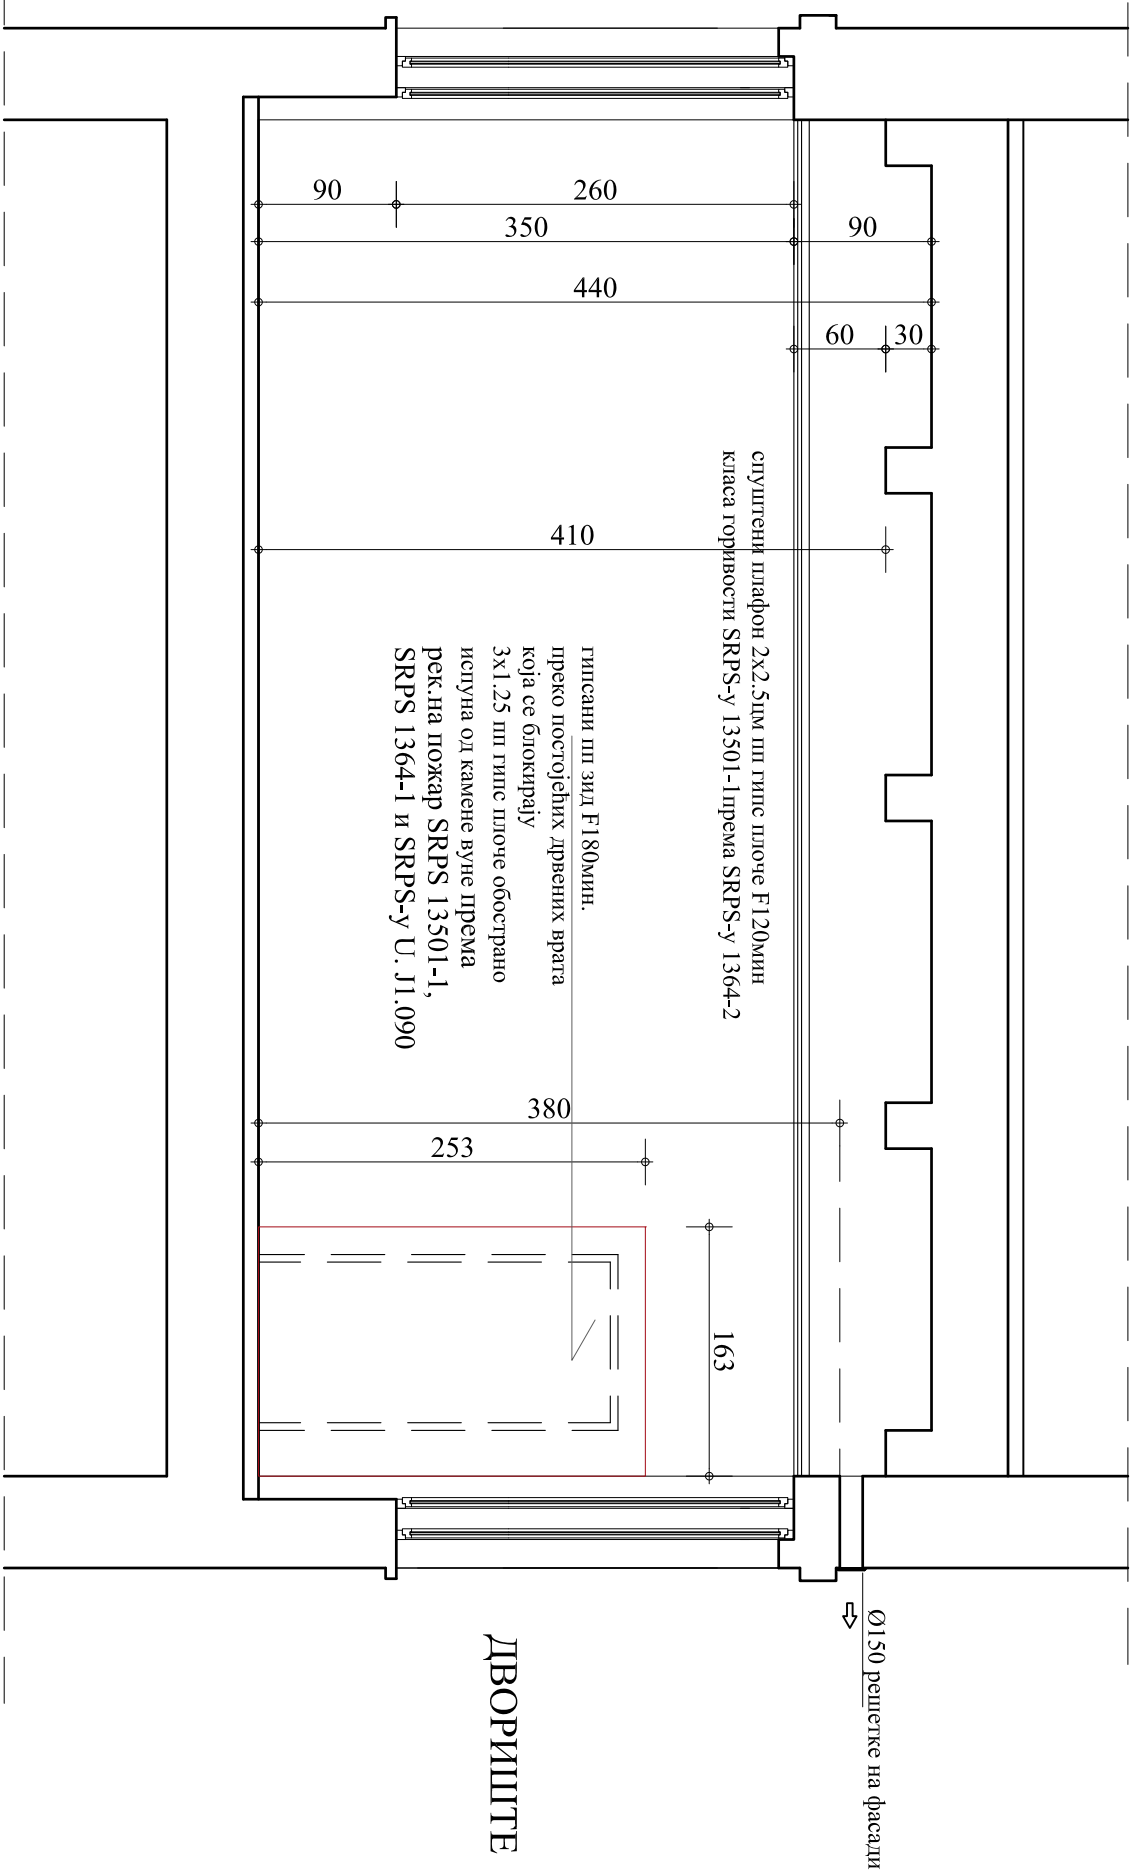 90
260
350
90
440
60
30
410
спуштени плафон 2x2.5цм пп гипс плоче F120мин
класа горивости SRPS-у 13501-1према SRPS-у 1364-2
гипсани пп зид F180мин.
преко постојећих дрвених врата
која се блокирају
3x1.25 пп гипс плоче обострано
испуна од камене вуне према
рек.на пожар SRPS 13501-1,
SRPS 1364-1 и SRPS-у U. J1.090
380
253
163
Ø150 решетке на фасади
ДВОРИШТЕ